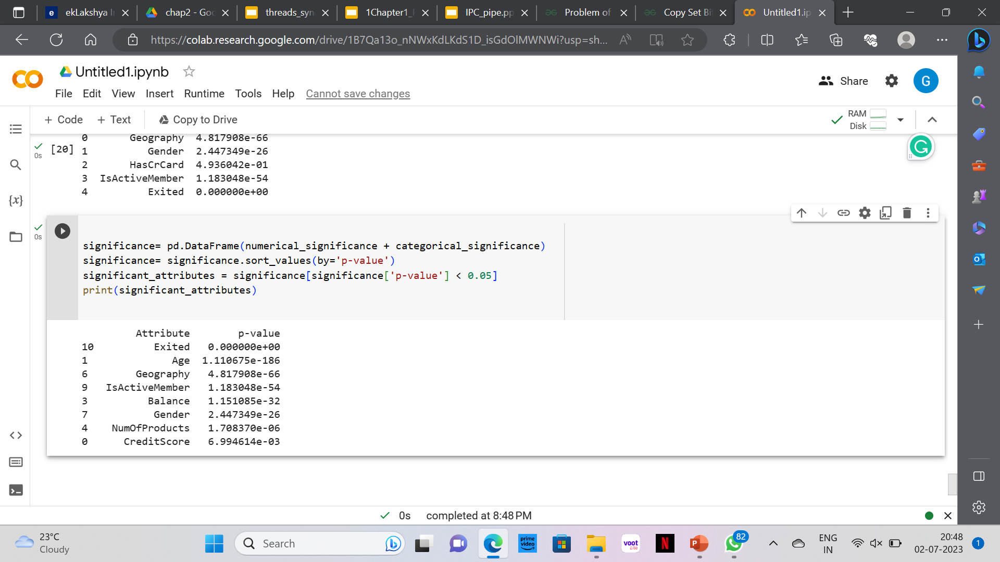 ekLakshya I
chap2 - Goo
threads_syn
1Chapter1_
IPC_pipe.pp
Problem of
Copy Set Bi
Untitled1.ip
https://colab.research.google.com/drive/1B7Qa13o_nNWxKdLKdS1D_isGdOlMWNWi?usp=sh...
Untitled1.ipynb
Share
G
File Edit View Insert Runtime Tools Help Cannot save changes
+ Code + Text Copy to Drive
RAM
Disk
0 Geography 4.817908e-66
[20] 1 Gender 2.447349e-26
0s
2 HasCrCard 4.936042e-01
3 IsActiveMember 1.183048e-54
4 Exited 0.000000e+00
0s
significance= pd.DataFrame(numerical_significance + categorical_significance)
significance= significance.sort_values(by='p-value')
significant_attributes = significance[significance['p-value'] < 0.05]
print(significant_attributes)
Attribute p-value
10 Exited 0.000000e+00
1 Age 1.110675e-186
6 Geography 4.817908e-66
9 IsActiveMember 1.183048e-54
3 Balance 1.151085e-32
7 Gender 2.447349e-26
4 NumOfProducts 1.708370e-06
0 CreditScore 6.994614e-03
0s completed at 8:48 PM
23°C
Cloudy
Search
prime video
voot Lite
82
ENG
IN
20:48
02-07-2023
1